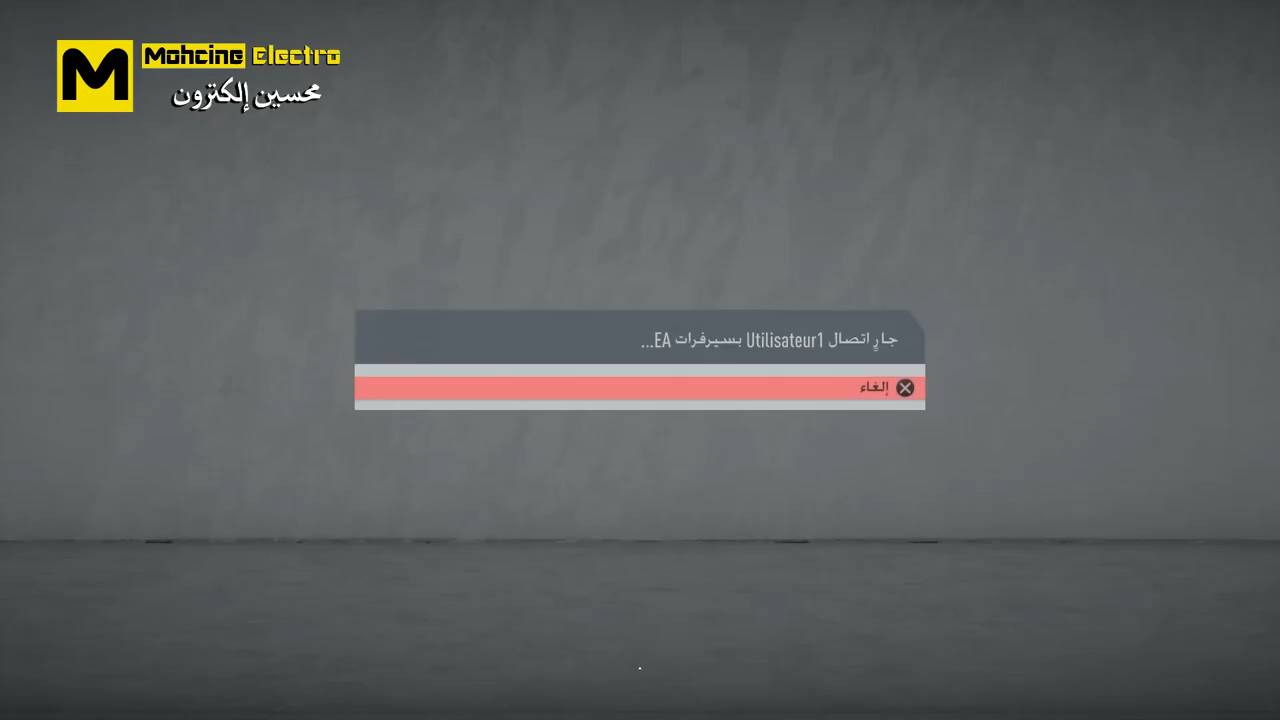 M Mohcine Electro
محسين إلكترون
جارٍ اتصال Utilisateur1 بسيرفرات EA...
إلغاء